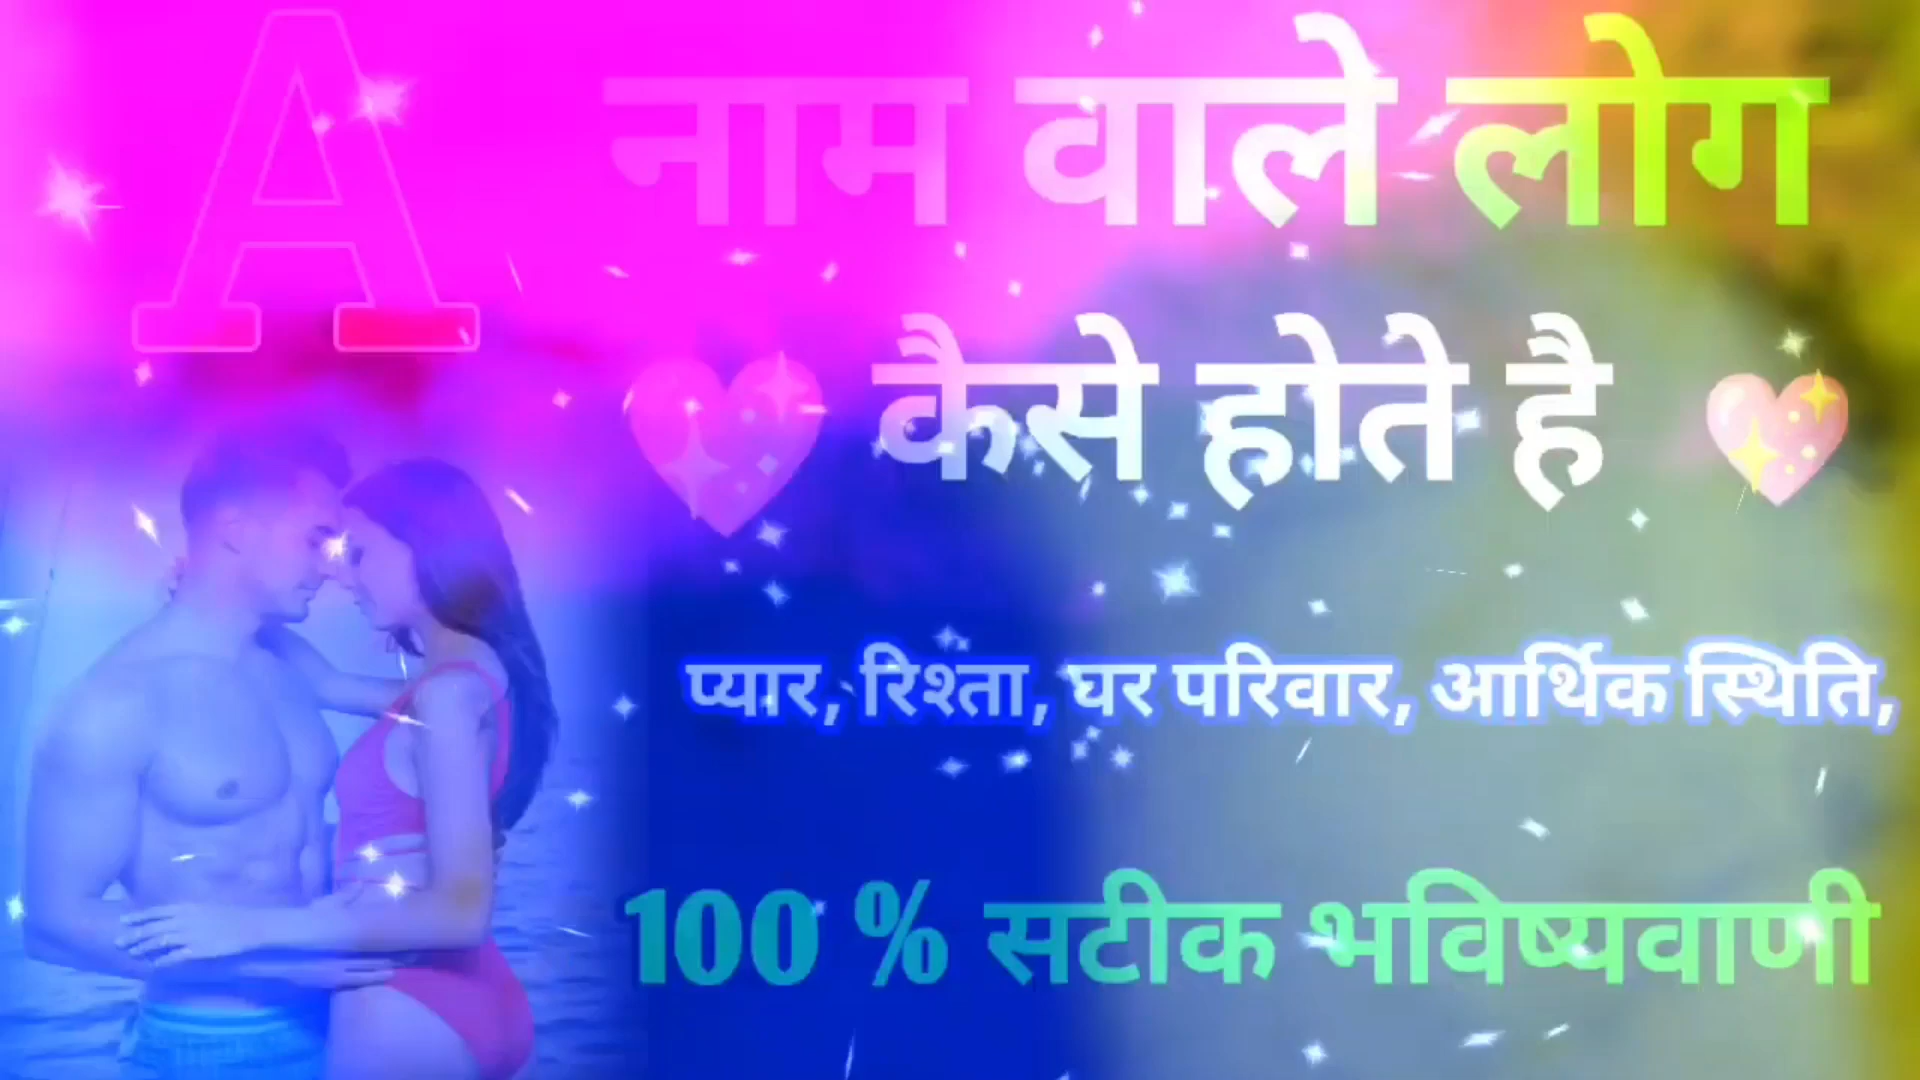 A नाम वाले लोग
कैसे होते है
प्यार, रिश्ता, घर परिवार, आर्थिक स्थिति,
100 % सटीक भविष्यवाणी